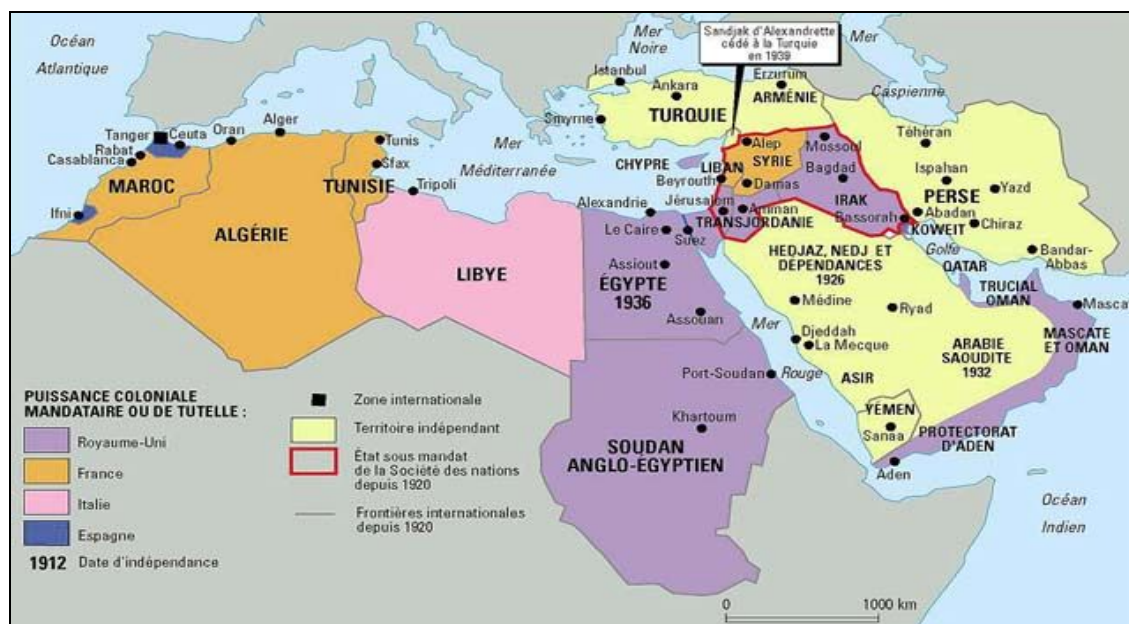 Océan
Atlantique
Mer
Noire
Sandjak d'Alexandrette
cédé à la Turquie
en 1939
Mer
Caspienne
Istanbul
Ankara
Erzurum
ARMÉNIE
TURQUIE
Smyrne
Téhéran
Tanger
Ceuta
Oran
Alger
Rabat
Casablanca
Tunis
Sfax
Mer
Méditerranée
CHYPRE
LIBAN
Alep
SYRIE
Mossoul
Bagdad
Ispahan
Yazd
PERSE
MAROC
TUNISIE
Tripoli
Beyrouth
Damas
IRAK
Jérusalem
Amman
Bassorah
Abadan
Chiraz
Ifni
ALGÉRIE
Alexandrie
TRANSJORDANIE
KOWEIT
Le Caire
Suez
Golfe
Bandar-
Abbas
LIBYE
Assiout
ÉGYPTE
1936
HEDJAZ, NEDJ ET
DÉPENDANCES
1926
QATAR
TRUCIAL
OMAN
Mascat
Médine
Ryad
Assouan
Mer
Rouge
Djeddah
La Mecque
MASCATE
ET OMAN
ARABIE
SAOUDITE
1932
Port-Soudan
ASIR
Khartoum
YÉMEN
Sanaa
SOUDAN
ANGLO-ÉGYPTIEN
PROTECTORAT
D'ADEN
Aden
Océan
Indien
PUISSANCE COLONIALE
MANDATAIRE OU DE TUTELLE :
Royaume-Uni
France
Italie
Espagne
1912 Date d'indépendance
Zone internationale
Territoire indépendant
État sous mandat
de la Société des nations
depuis 1920
Frontières internationales
depuis 1920
0 1000 km